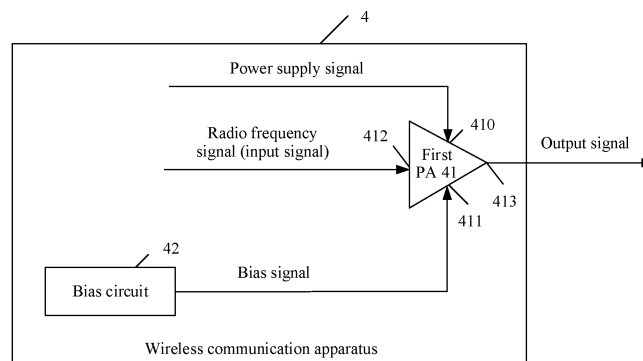 4
Power supply signal
410
Radio frequency
signal (input signal)
412
First
PA 41
Output signal
413
411
42
Bias circuit
Bias signal
Wireless communication apparatus